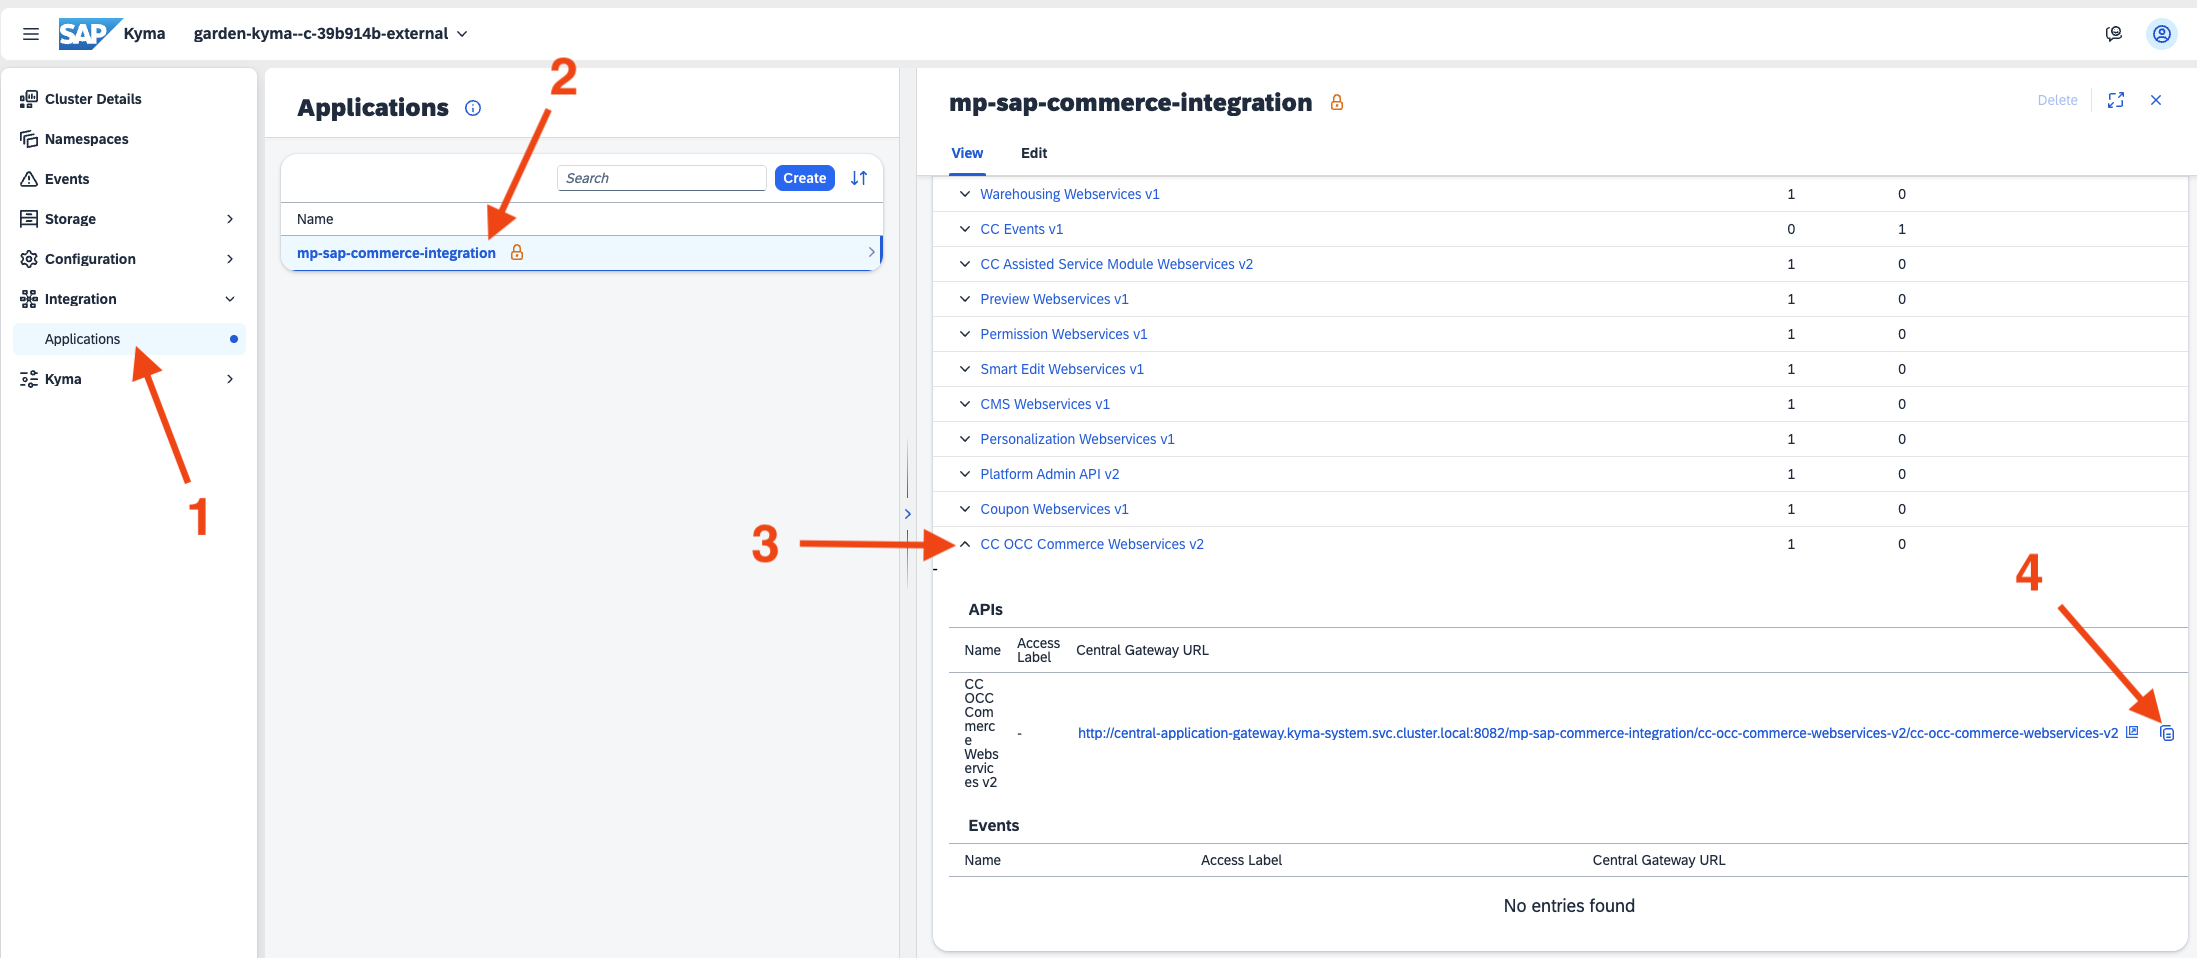 SAP Kyma garden-kyma--c-39b914b-external
Cluster Details
Namespaces
Events
Storage
Configuration
Integration
Applications
Kyma
1
Applications
2
Search Create
Name
mp-sap-commerce-integration
mp-sap-commerce-integration
Delete
View Edit
Warehousing Webservices v1 1 0
CC Events v1 0 1
CC Assisted Service Module Webservices v2 1 0
Preview Webservices v1 1 0
Permission Webservices v1 1 0
Smart Edit Webservices v1 1 0
CMS Webservices v1 1 0
Personalization Webservices v1 1 0
Platform Admin API v2 1 0
Coupon Webservices v1 1 0
3
CC OCC Commerce Webservices v2 1 0
-
4
APIs
Name Access Label Central Gateway URL
CC
OCC
Com
merc
e
Webs
ervic
es v2
-
http://central-application-gateway.kyma-system.svc.cluster.local:8082/mp-sap-commerce-integration/cc-occ-commerce-webservices-v2/cc-occ-commerce-webservices-v2
Events
Name Access Label Central Gateway URL
No entries found